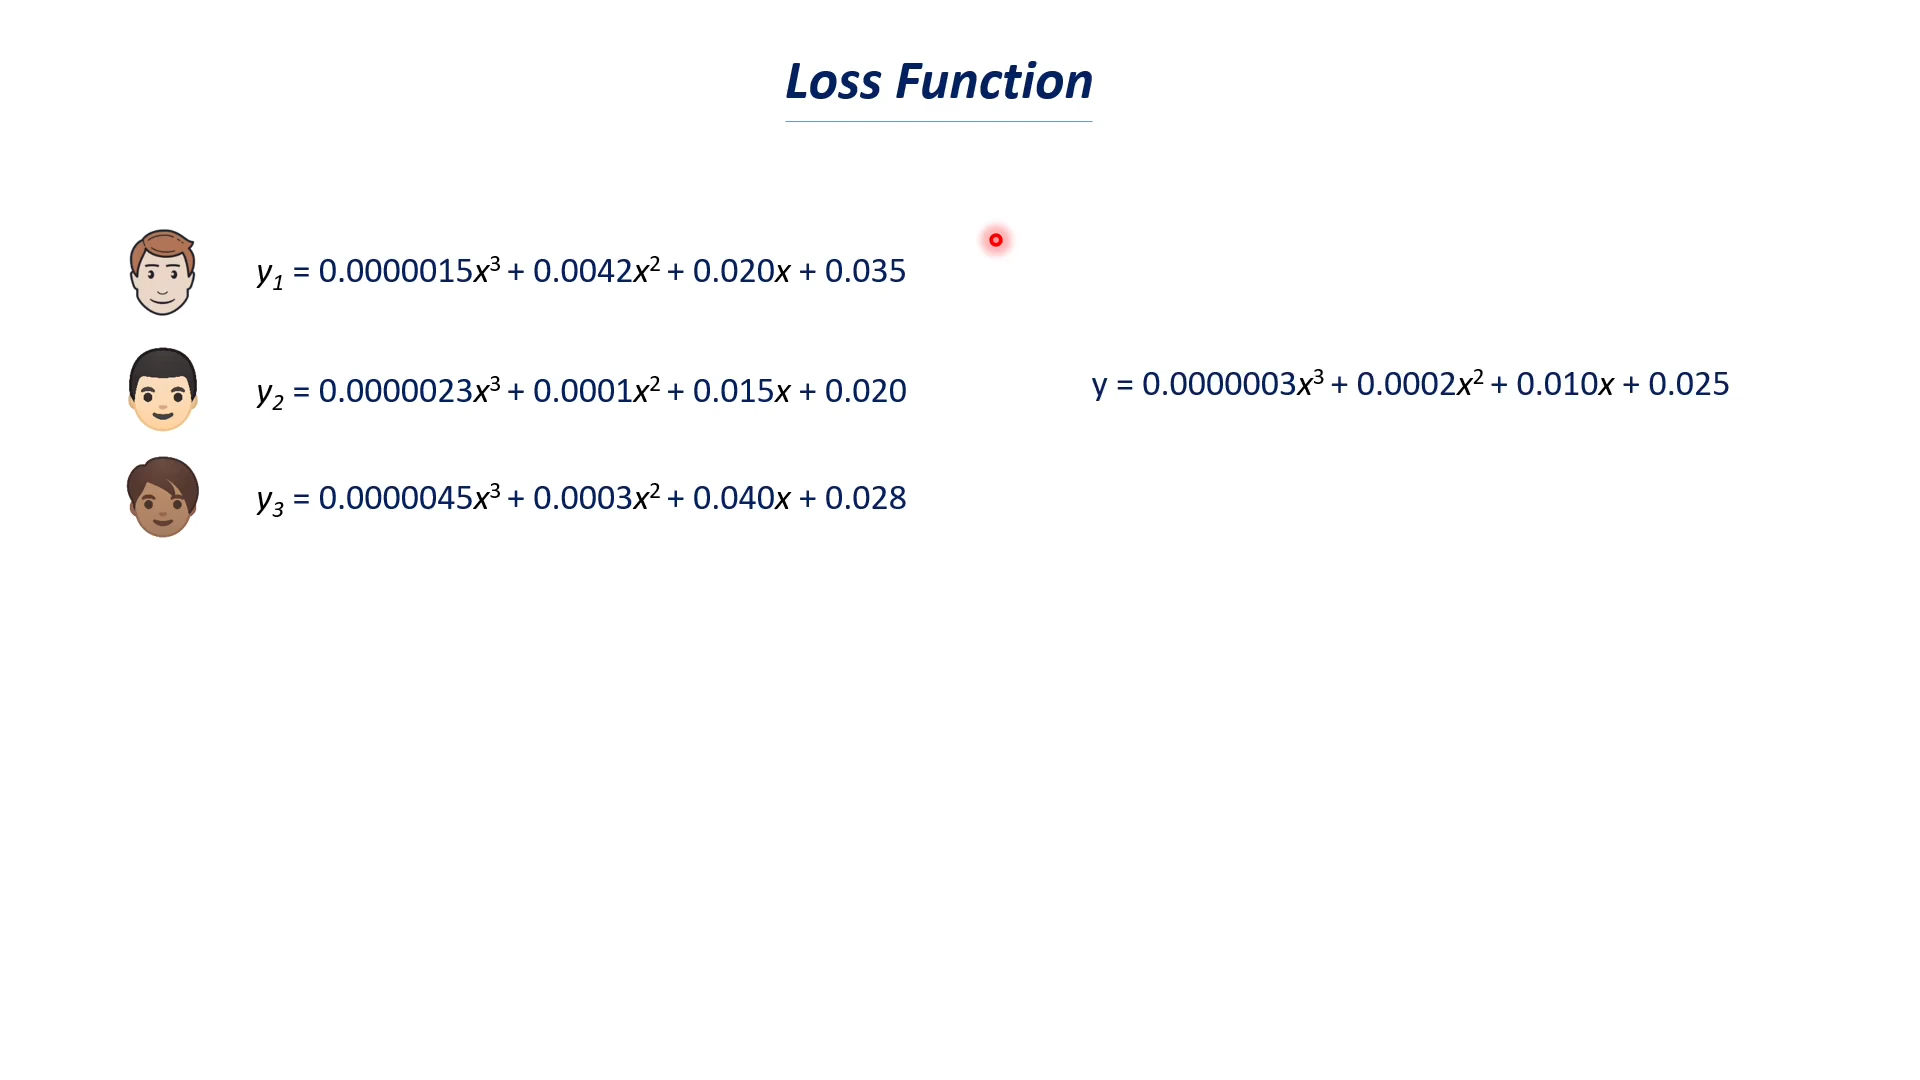 Loss Function
y₁ = 0.0000015x³ + 0.0042x² + 0.020x + 0.035
y₂ = 0.0000023x³ + 0.0001x² + 0.015x + 0.020
y = 0.0000003x³ + 0.0002x² + 0.010x + 0.025
y₃ = 0.0000045x³ + 0.0003x² + 0.040x + 0.028